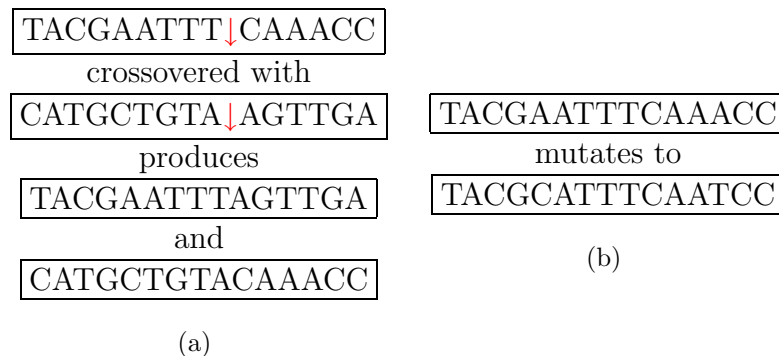 TACGAATTT↓CAAACC
crossovered with
CATGCTGTA↓AGTTGA
produces
TACGAATTTAGTTGA
and
CATGCTGTACAAACC
(a)
TACGAATTTCAAACC
mutates to
TACGCATTTCAATCC
(b)